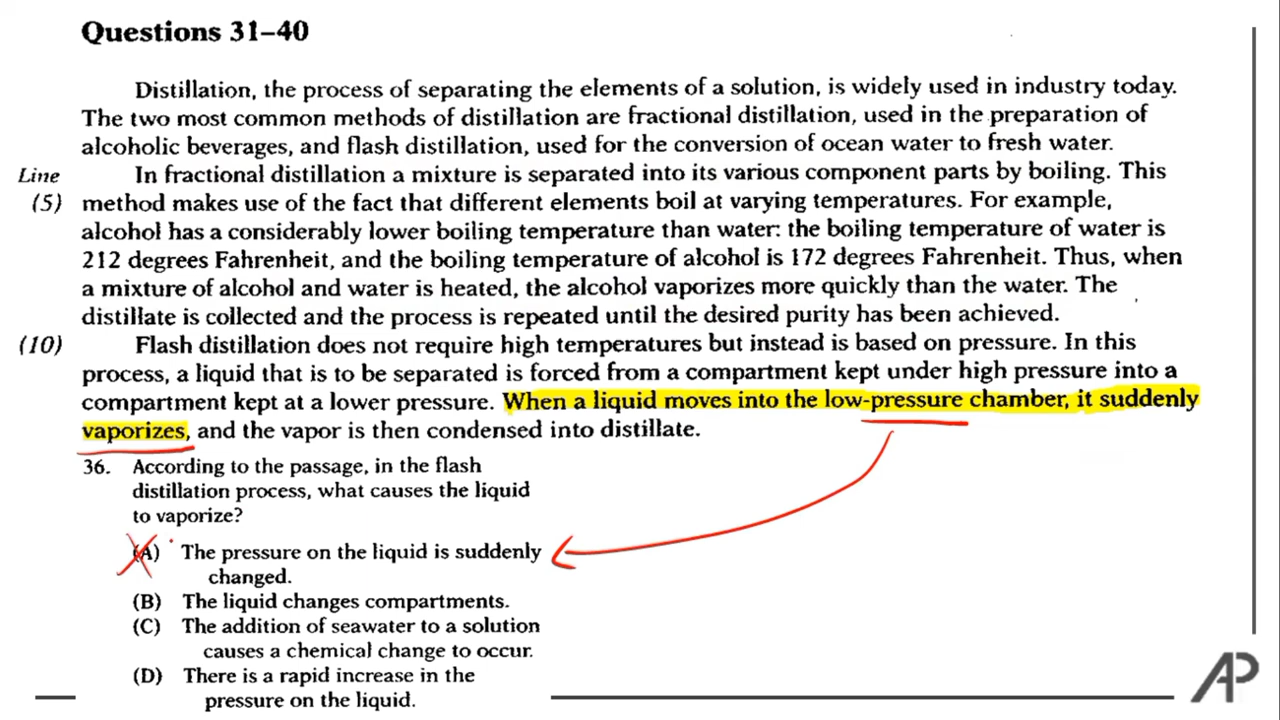 Questions 31–40
Distillation, the process of separating the elements of a solution, is widely used in industry today.
The two most common methods of distillation are fractional distillation, used in the preparation of
alcoholic beverages, and flash distillation, used for the conversion of ocean water to fresh water.
Line In fractional distillation a mixture is separated into its various component parts by boiling. This
(5) method makes use of the fact that different elements boil at varying temperatures. For example,
alcohol has a considerably lower boiling temperature than water: the boiling temperature of water is
212 degrees Fahrenheit, and the boiling temperature of alcohol is 172 degrees Fahrenheit. Thus, when
a mixture of alcohol and water is heated, the alcohol vaporizes more quickly than the water. The
distillate is collected and the process is repeated until the desired purity has been achieved.
(10) Flash distillation does not require high temperatures but instead is based on pressure. In this
process, a liquid that is to be separated is forced from a compartment kept under high pressure into a
compartment kept at a lower pressure. When a liquid moves into the low-pressure chamber, it suddenly
vaporizes, and the vapor is then condensed into distillate.
36. According to the passage, in the flash
distillation process, what causes the liquid
to vaporize?
(A) The pressure on the liquid is suddenly
changed.
(B) The liquid changes compartments.
(C) The addition of seawater to a solution
causes a chemical change to occur.
(D) There is a rapid increase in the
pressure on the liquid.
AP